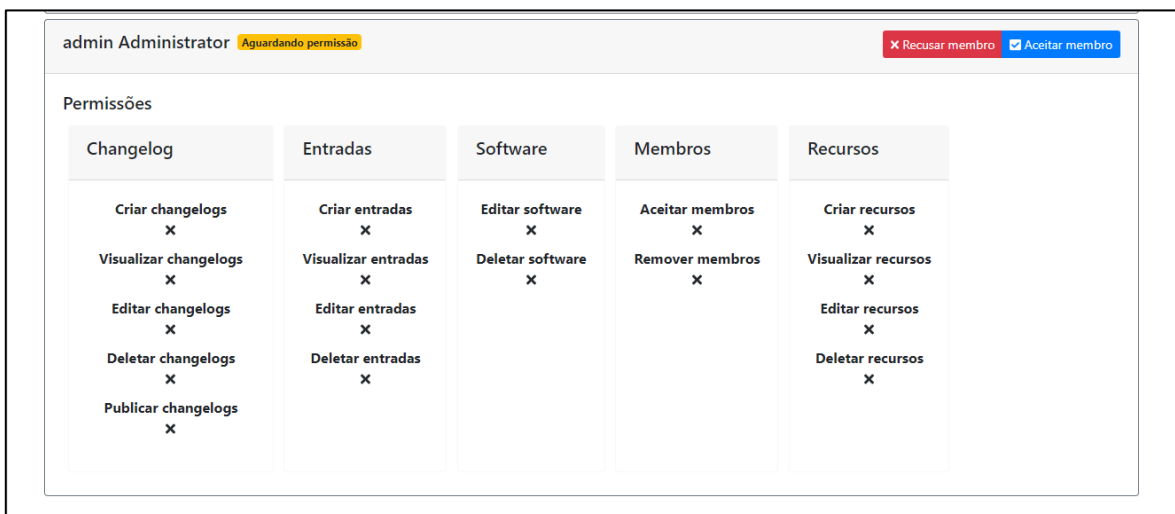 admin Administrator Aguardando permissão
Recusar membro Aceitar membro
Permissões
Changelog
Criar changelogs
Visualizar changelogs
Editar changelogs
Deletar changelogs
Publicar changelogs
Entradas
Criar entradas
Visualizar entradas
Editar entradas
Deletar entradas
Software
Editar software
Deletar software
Membros
Aceitar membros
Remover membros
Recursos
Criar recursos
Visualizar recursos
Editar recursos
Deletar recursos